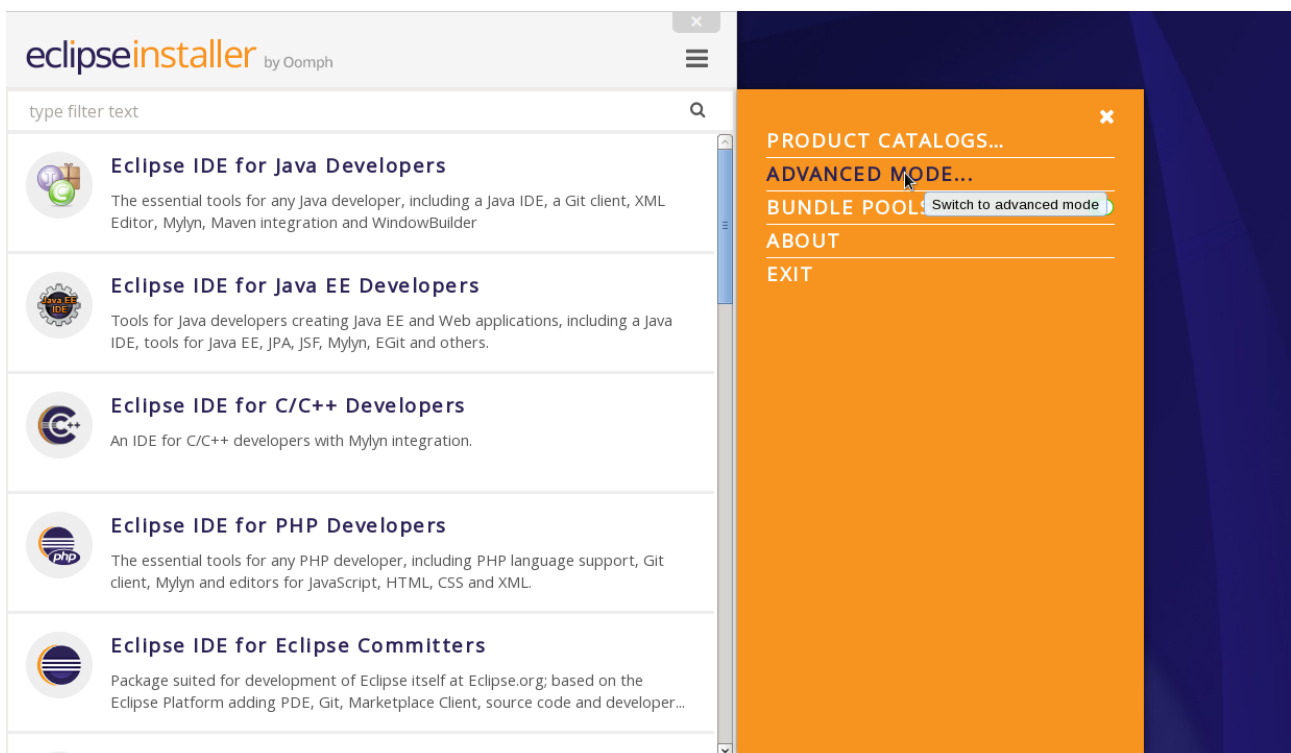 eclipseinstaller by Oomph
type filter text
Eclipse IDE for Java Developers
The essential tools for any Java developer, including a Java IDE, a Git client, XML
Editor, Mylyn, Maven integration and WindowBuilder
Java EE
IDE
Eclipse IDE for Java EE Developers
Tools for Java developers creating Java EE and Web applications, including a Java
IDE, tools for Java EE, JPA, JSF, Mylyn, EGit and others.
C++
Eclipse IDE for C/C++ Developers
An IDE for C/C++ developers with Mylyn integration.
php
Eclipse IDE for PHP Developers
The essential tools for any PHP developer, including PHP language support, Git
client, Mylyn and editors for JavaScript, HTML, CSS and XML.
Eclipse IDE for Eclipse Committers
Package suited for development of Eclipse itself at Eclipse.org; based on the
Eclipse Platform adding PDE, Git, Marketplace Client, source code and developer...
PRODUCT CATALOGS...
ADVANCED MODE...
BUNDLE POOLS
Switch to advanced mode
ABOUT
EXIT